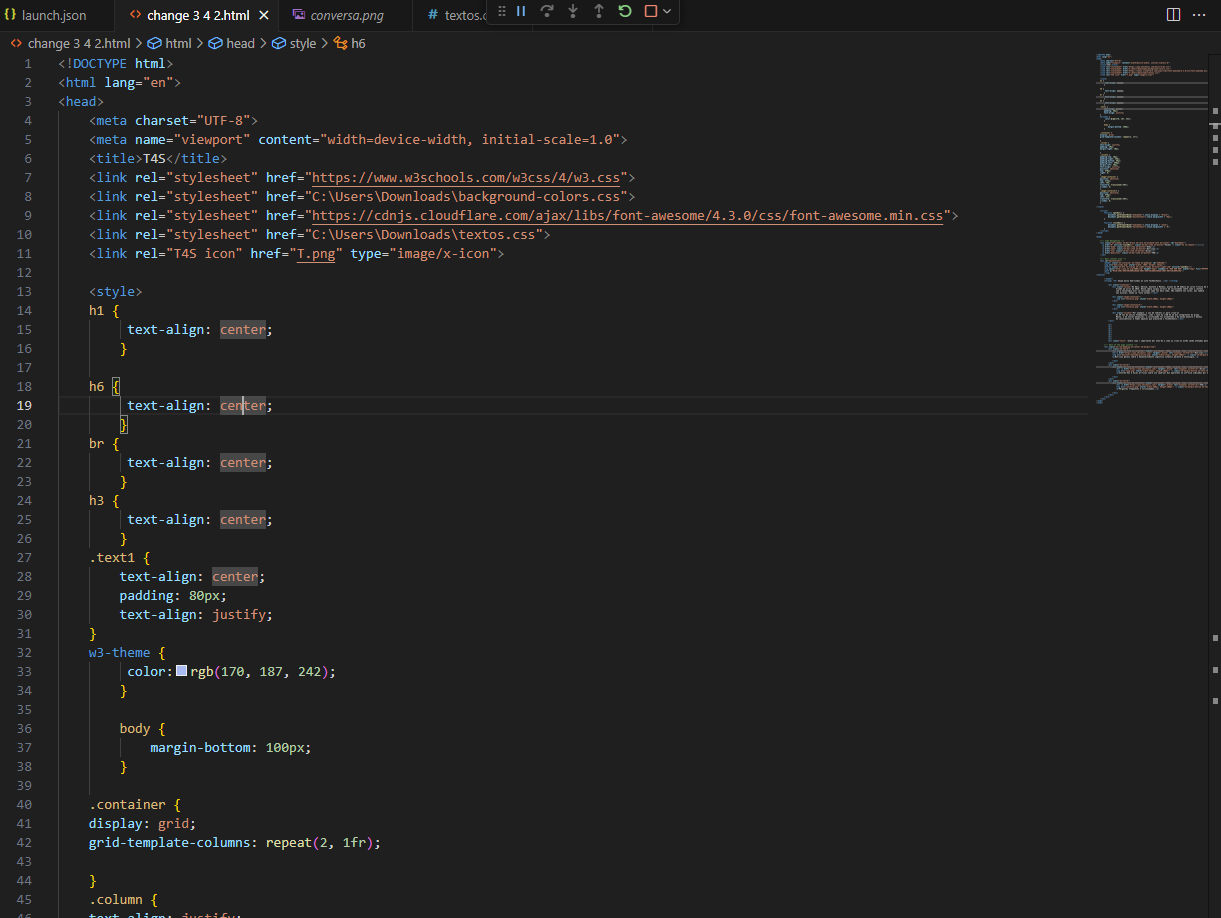 launch.json
change 3 4 2.html
conversa.png
# textos.c
change 3 4 2.html > html > head > style > h6
1 <!DOCTYPE html>
2 <html lang="en">
3 <head>
4 <meta charset="UTF-8">
5 <meta name="viewport" content="width=device-width, initial-scale=1.0">
6 <title>T4S</title>
7 <link rel="stylesheet" href="https://www.w3schools.com/w3css/4/w3.css">
8 <link rel="stylesheet" href="C:\Users\Downloads\background-colors.css">
9 <link rel="stylesheet" href="https://cdnjs.cloudflare.com/ajax/libs/font-awesome/4.3.0/css/font-awesome.min.css">
10 <link rel="stylesheet" href="C:\Users\Downloads\textos.css">
11 <link rel="T4S icon" href="T.png" type="image/x-icon">
12
13 <style>
14 h1 {
15 text-align: center;
16 }
17
18 h6 {
19 text-align: center;
20 }
21 br {
22 text-align: center;
23 }
24 h3 {
25 text-align: center;
26 }
27 .text1 {
28 text-align: center;
29 padding: 80px;
30 text-align: justify;
31 }
32 w3-theme {
33 color: rgb(170, 187, 242);
34 }
35
36 body {
37 margin-bottom: 100px;
38 }
39
40 .container {
41 display: grid;
42 grid-template-columns: repeat(2, 1fr);
43
44 }
45 .column {
46 text-align: justify;